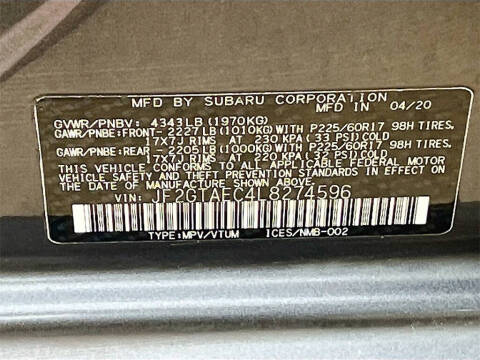 MFD BY SUBARU CORPORATION
MFD IN 04/20
GVWR/PNBV: 4343LB(1970KG)
GAWR/PNBE:FRONT- 2227LB(1010KG)WITH P225/60R17 98H TIRES.
17X7J RIMS, AT 230 KPA(33 PSI)COLD
GAWR/PNBE:REAR - 2205LB(1000KG)WITH P225/60R17 98H TIRES.
17X7J RIMS, AT 220 KPA(32 PSI)COLD
THIS VEHICLE CONFORMS TO ALL APPLICABLE FEDERAL MOTOR
VEHICLE SAFETY STANDARDS IN EFFECT ON THE DATE OF
MANUFACTURE SHOWN ABOVE.
VIN: JF2GTAEC4L8274596
TYPE:MPV/VTUM ICES/NMB-002